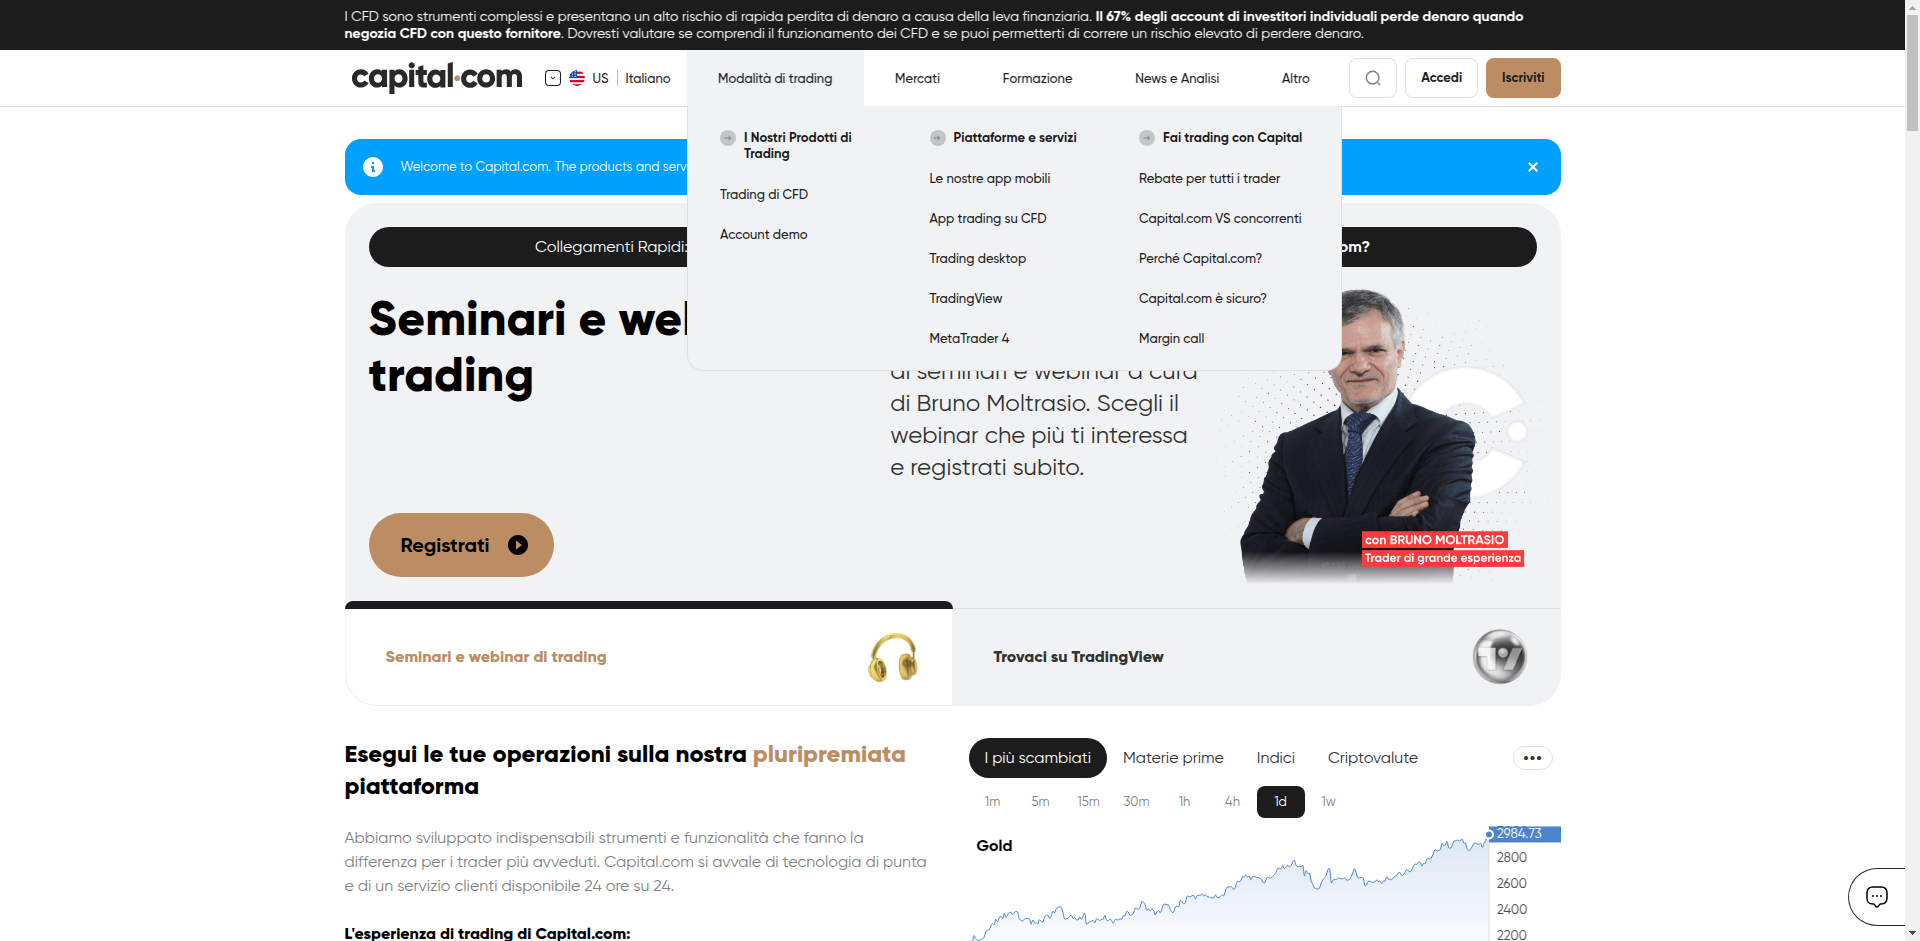 I CFD sono strumenti complessi e presentano un alto rischio di rapida perdita di denaro a causa della leva finanziaria. Il 67% degli account di investitori individuali perde denaro quando
negozia CFD con questo fornitore. Dovresti valutare se comprendi il funzionamento dei CFD e se puoi permetterti di correre un rischio elevato di perdere denaro.
capital.com
US
Italiano
Modalità di trading
Mercati
Formazione
News e Analisi
Altro
Accedi
Iscriviti
I Nostri Prodotti di
Trading
Trading di CFD
Account demo
Piattaforme e servizi
Le nostre app mobili
App trading su CFD
Trading desktop
TradingView
MetaTrader 4
Fai trading con Capital
Rebate per tutti i trader
Capital.com VS concorrenti
Perché Capital.com?
Capital.com è sicuro?
Margin call
Welcome to Capital.com. The products and serv
Collegamenti Rapidi:
om?
Seminari e wel
trading
di seminari e webinar a cura
di Bruno Moltrasio. Scegli il
webinar che più ti interessa
e registrati subito.
Registrati
con BRUNO MOLTRASIO
Trader di grande esperienza
Seminari e webinar di trading
Trovaci su TradingView
Esegui le tue operazioni sulla nostra pluripremiata
piattaforma
Abbiamo sviluppato indispensabili strumenti e funzionalità che fanno la
differenza per i trader più avveduti. Capital.com si avvale di tecnologia di punta
e di un servizio clienti disponibile 24 ore su 24.
L'esperienza di trading di Capital.com:
I più scambiati
Materie prime
Indici
Criptovalute
1m
5m
15m
30m
1h
4h
1d
1w
Gold
2984.73
2800
2600
2400
2200